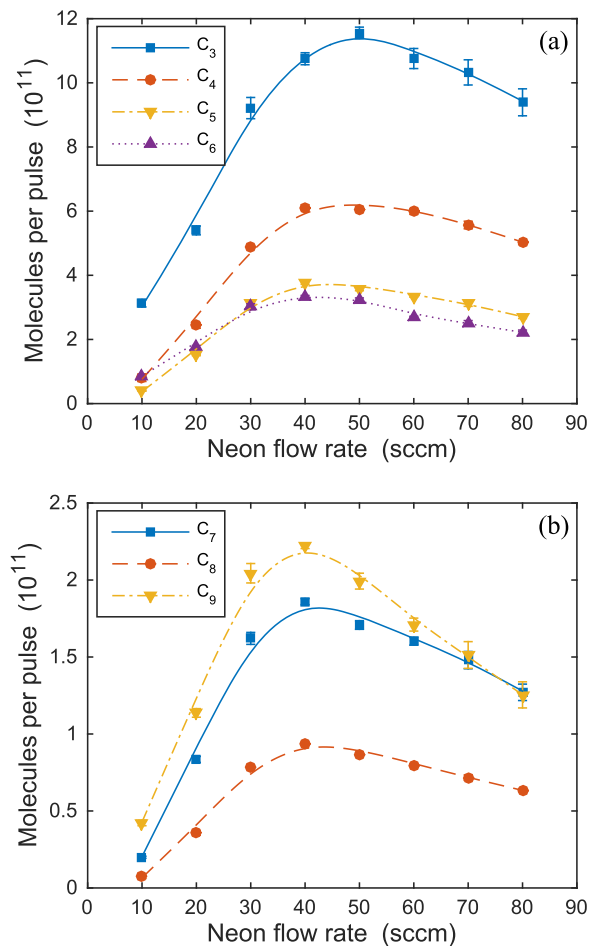 (a)
C3
C4
C5
C6
Molecules per pulse (10^11)
12
10
8
6
4
2
0
0 10 20 30 40 50 60 70 80 90
Neon flow rate (sccm)
(b)
C7
C8
C9
Molecules per pulse (10^11)
2.5
2
1.5
1
0.5
0
0 10 20 30 40 50 60 70 80 90
Neon flow rate (sccm)